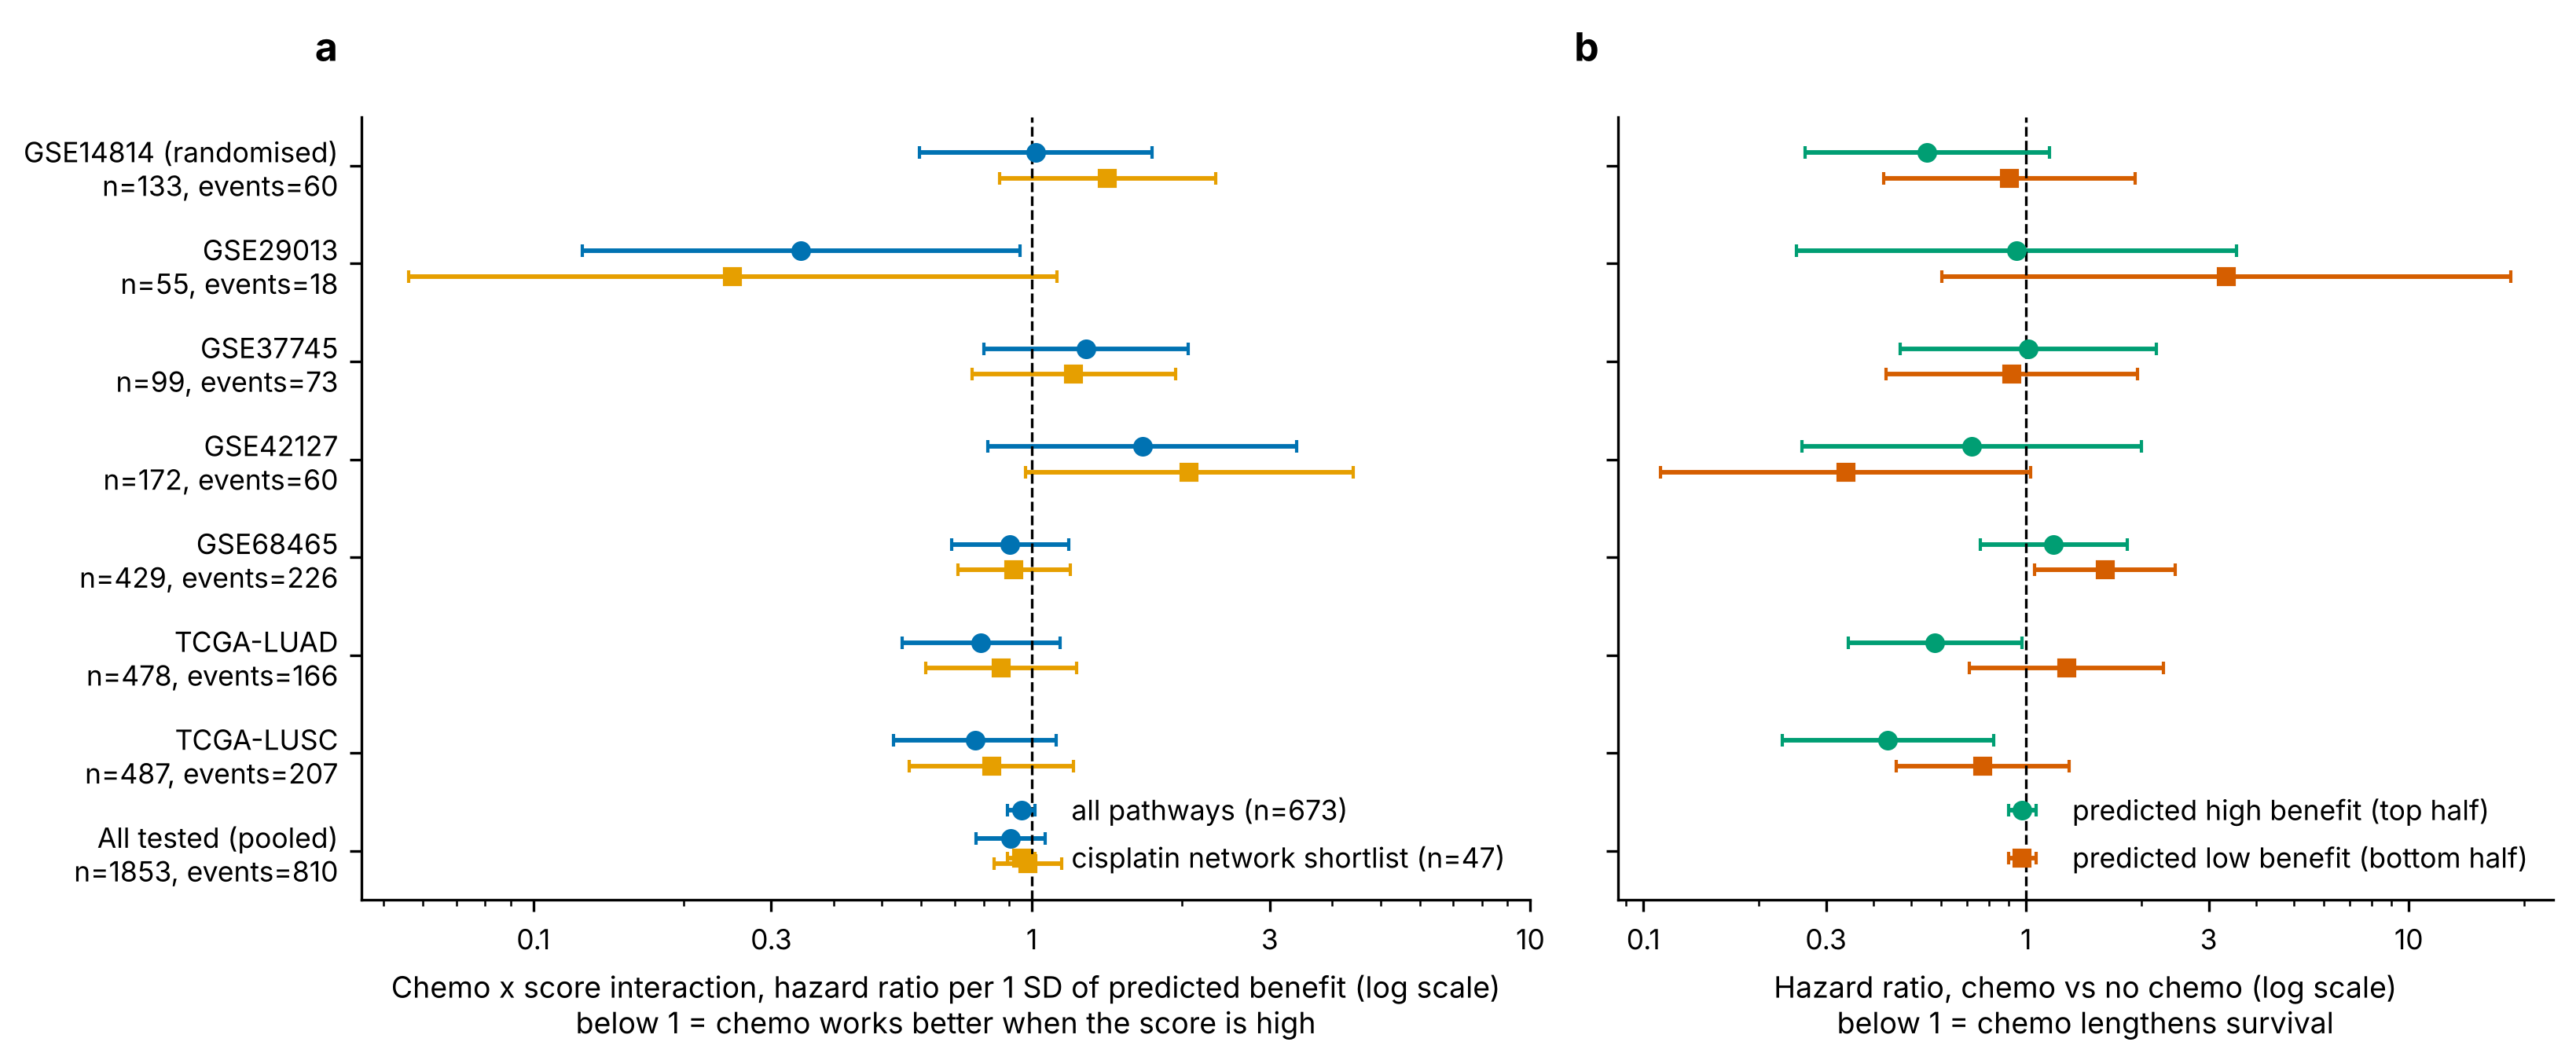 a
b
GSE14814 (randomised)
n=133, events=60
GSE29013
n=55, events=18
GSE37745
n=99, events=73
GSE42127
n=172, events=60
GSE68465
n=429, events=226
TCGA-LUAD
n=478, events=166
TCGA-LUSC
n=487, events=207
All tested (pooled)
n=1853, events=810
all pathways (n=673)
cisplatin network shortlist (n=47)
0.1 0.3 1 3 10
Chemo x score interaction, hazard ratio per 1 SD of predicted benefit (log scale)
below 1 = chemo works better when the score is high
predicted high benefit (top half)
predicted low benefit (bottom half)
0.1 0.3 1 3 10
Hazard ratio, chemo vs no chemo (log scale)
below 1 = chemo lengthens survival